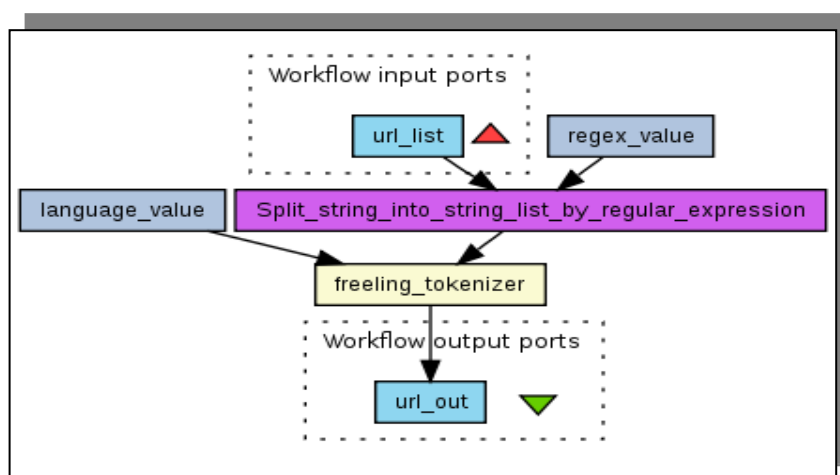 Workflow input ports
url_list
regex_value
language_value
Split_string_into_string_list_by_regular_expression
freeling_tokenizer
Workflow output ports
url_out